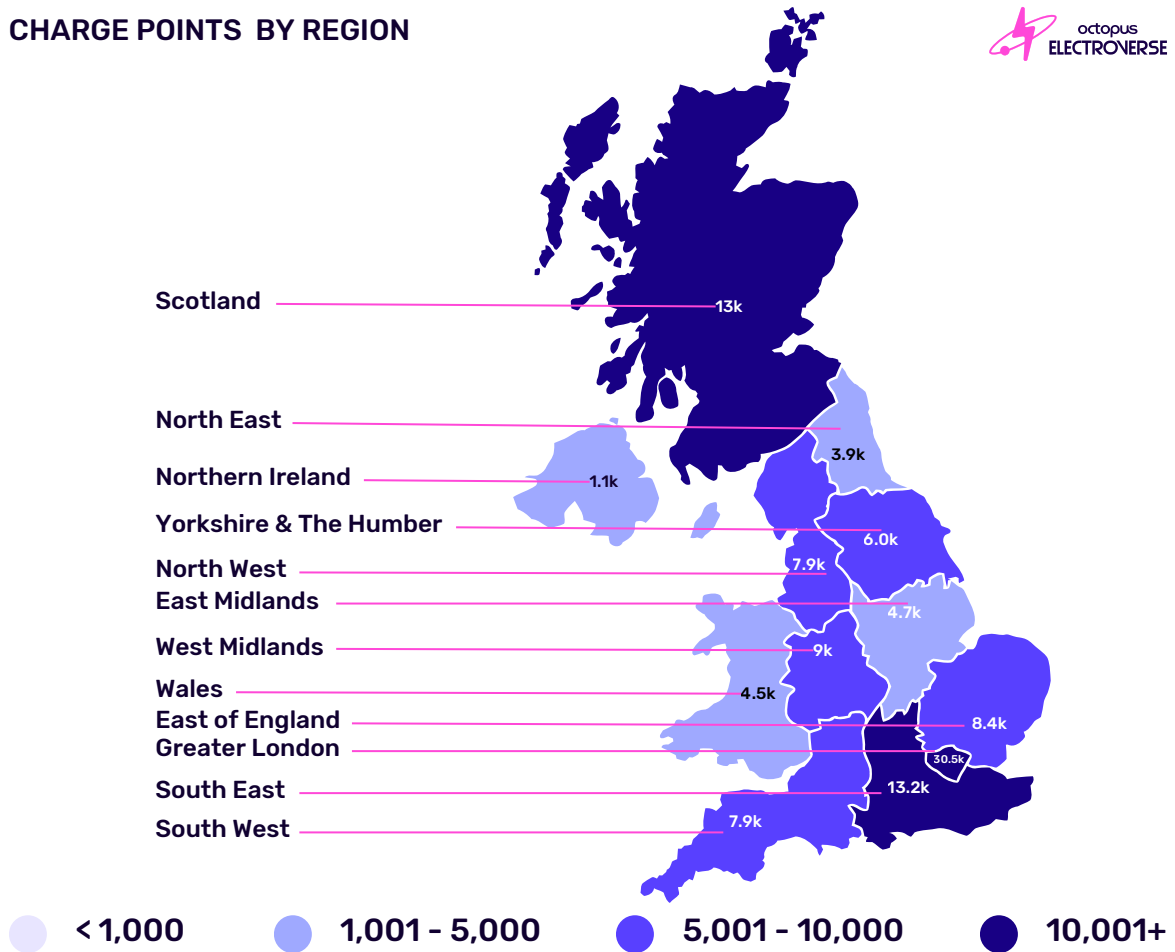 CHARGE POINTS BY REGION
octopus
ELECTROVERSE
Scotland
13k
North East
3.9k
Northern Ireland
1.1k
Yorkshire & The Humber
6.0k
North West
7.9k
East Midlands
4.7k
West Midlands
9k
Wales
4.5k
East of England
8.4k
Greater London
30.5k
South East
13.2k
South West
7.9k
< 1,000
1,001 - 5,000
5,001 - 10,000
10,001+